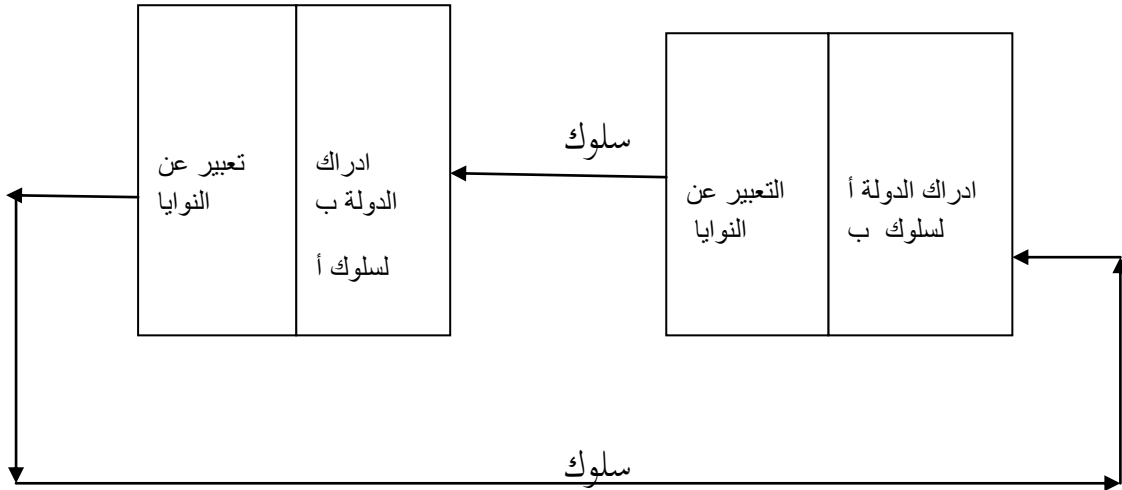 سلوك
ادراك الدولة أ
لسلوك ب
التعبير عن
النوايا
ادراك
الدولة ب
لسلوك أ
تعبير عن
النوايا
سلوك